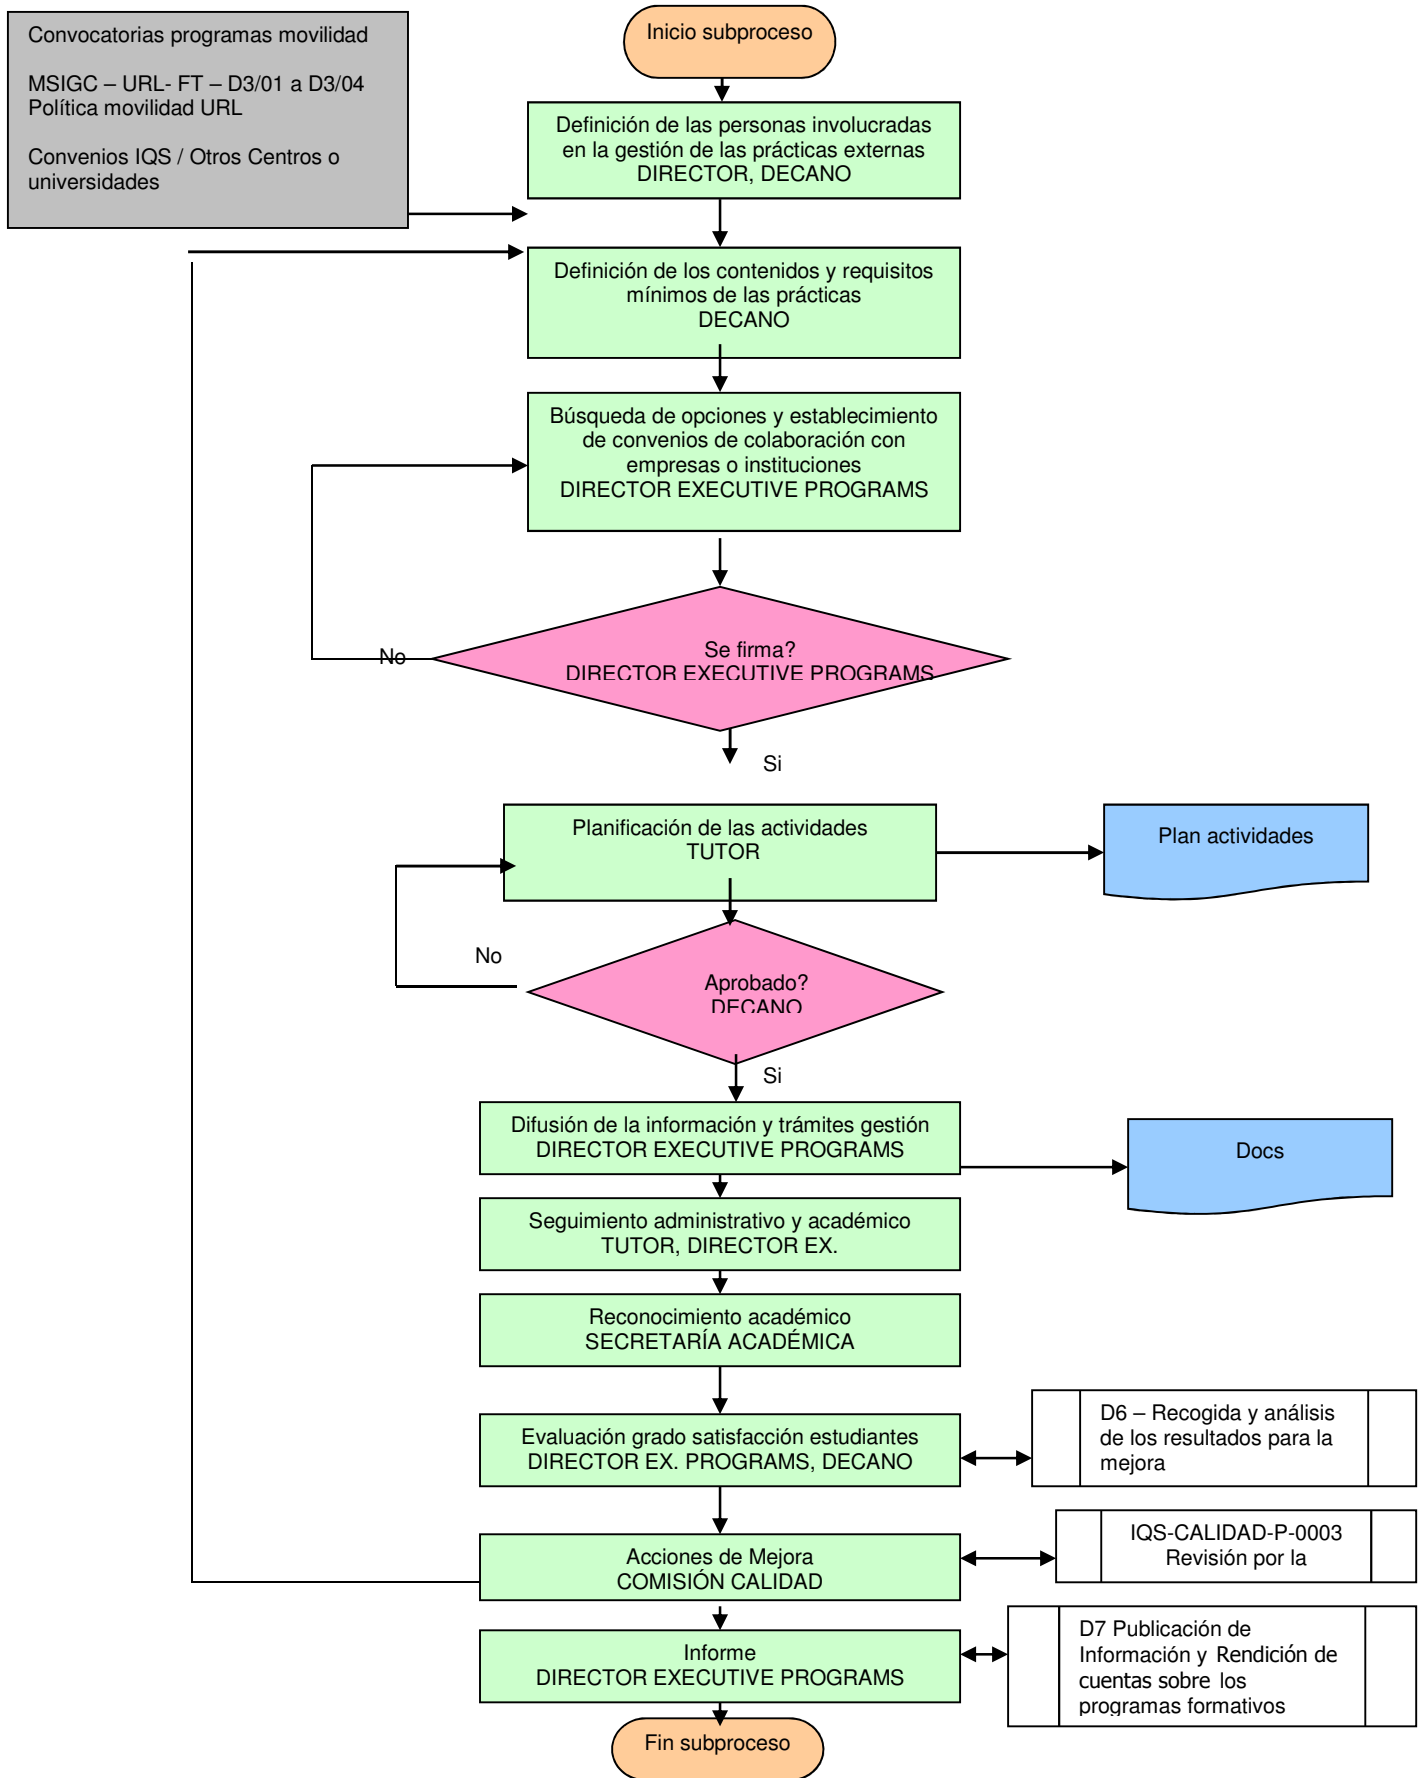 Convocatorias programas movilidad
MSIGC – URL- FT – D3/01 a D3/04
Política movilidad URL
Convenios IQS / Otros Centros o
universidades
Inicio subproceso
Definición de las personas involucradas
en la gestión de las prácticas externas
DIRECTOR, DECANO
Definición de los contenidos y requisitos
mínimos de las prácticas
DECANO
Búsqueda de opciones y establecimiento
de convenios de colaboración con
empresas o instituciones
DIRECTOR EXECUTIVE PROGRAMS
No
Se firma?
DIRECTOR EXECUTIVE PROGRAMS
Si
Planificación de las actividades
TUTOR
Plan actividades
No
Aprobado?
DECANO
Si
Difusión de la información y trámites gestión
DIRECTOR EXECUTIVE PROGRAMS
Docs
Seguimiento administrativo y académico
TUTOR, DIRECTOR EX.
Reconocimiento académico
SECRETARÍA ACADÉMICA
Evaluación grado satisfacción estudiantes
DIRECTOR EX. PROGRAMS, DECANO
D6 – Recogida y análisis
de los resultados para la
mejora
Acciones de Mejora
COMISIÓN CALIDAD
IQS-CALIDAD-P-0003
Revisión por la
Informe
DIRECTOR EXECUTIVE PROGRAMS
D7 Publicación de
Información y Rendición de
cuentas sobre los
programas formativos
Fin subproceso